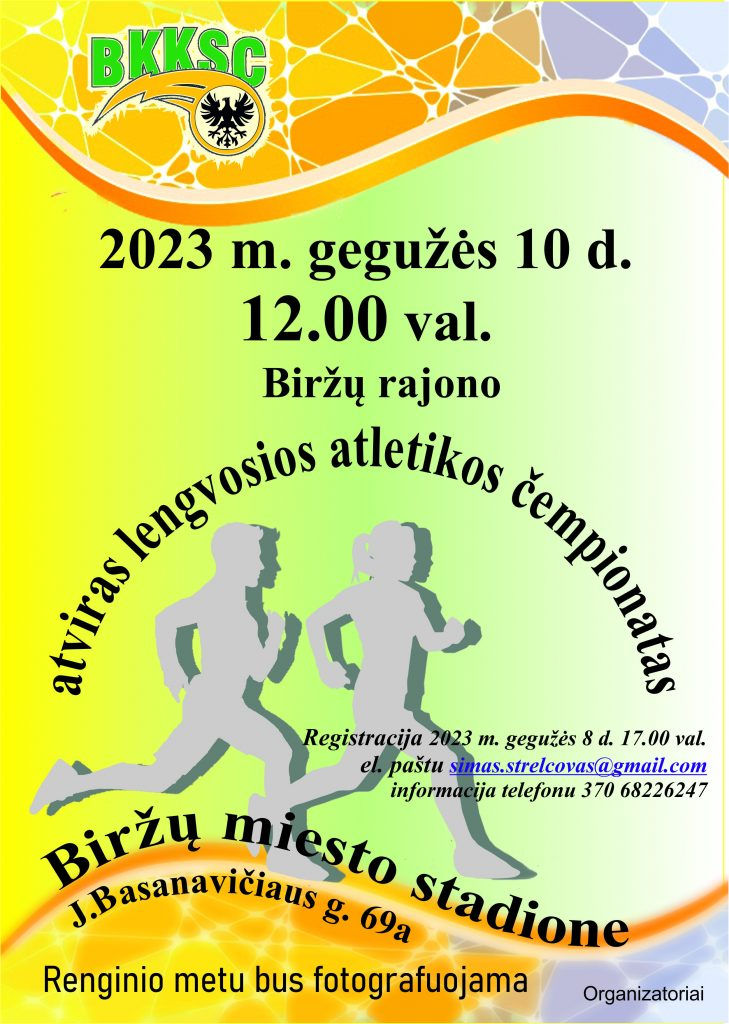 BKKSC
2023 m. gegužės 10 d.
12.00 val.
Biržų rajono
atviras lengvosios atletikos čempionatas
Registracija 2023 m. gegužės 8 d. 17.00 val.
el. paštu simas.strelcovas@gmail.com
informacija telefonu 370 68226247
Biržų miesto stadione
J.Basanavičiaus g. 69a
Renginio metu bus fotografuojama
Organizatoriai